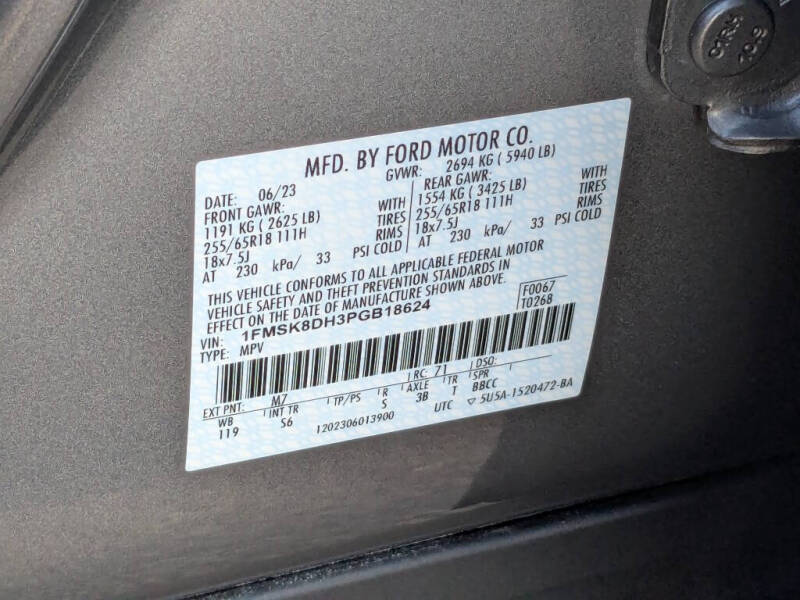 MFD. BY FORD MOTOR CO.
DATE: 06/23 GVWR: 2694 KG ( 5940 LB)
FRONT GAWR: REAR GAWR:
1191 KG ( 2625 LB) WITH 1554 KG ( 3425 LB) WITH
255/65R18 111H TIRES 255/65R18 111H TIRES
18x7.5J RIMS 18x7.5J RIMS
AT 230 kPa/ 33 PSI COLD AT 230 kPa/ 33 PSI COLD
THIS VEHICLE CONFORMS TO ALL APPLICABLE FEDERAL MOTOR
VEHICLE SAFETY AND THEFT PREVENTION STANDARDS IN
EFFECT ON THE DATE OF MANUFACTURE SHOWN ABOVE.
VIN: 1FMSK8DH3PGB18624 F0067
TYPE: MPV T0268
EXT PNT: M7 RC: 71 DSO:
WB INT TR TP/PS R AXLE TR SPR
119 S6 S 3B T BBCC
1202306013900 UTC ▽ 5U5A-1520472-BA